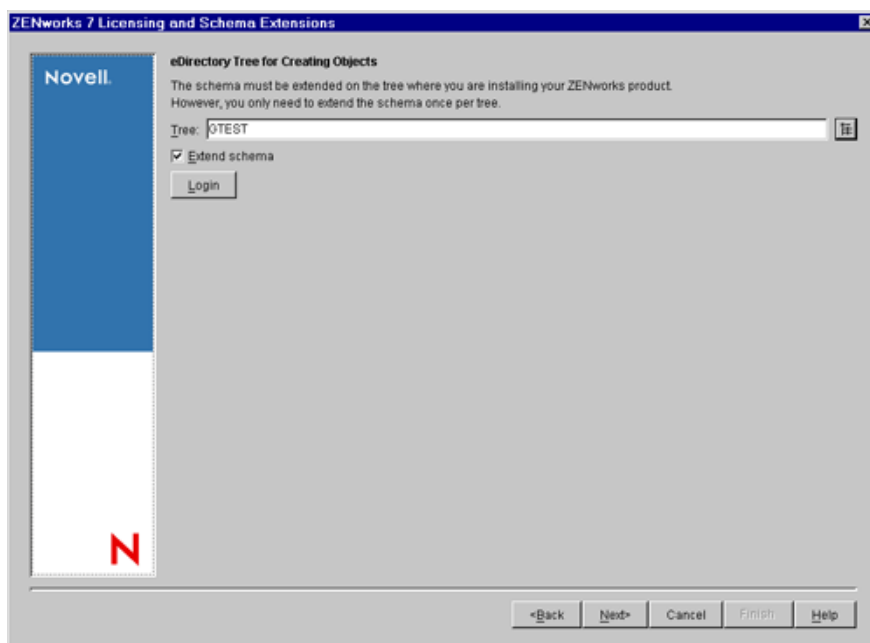 ZENworks 7 Licensing and Schema Extensions
Novell.
eDirectory Tree for Creating Objects
The schema must be extended on the tree where you are installing your ZENworks product.
However, you only need to extend the schema once per tree.
Tree: GTEST
Extend schema
Login
N
<Back Next> Cancel Finish Help